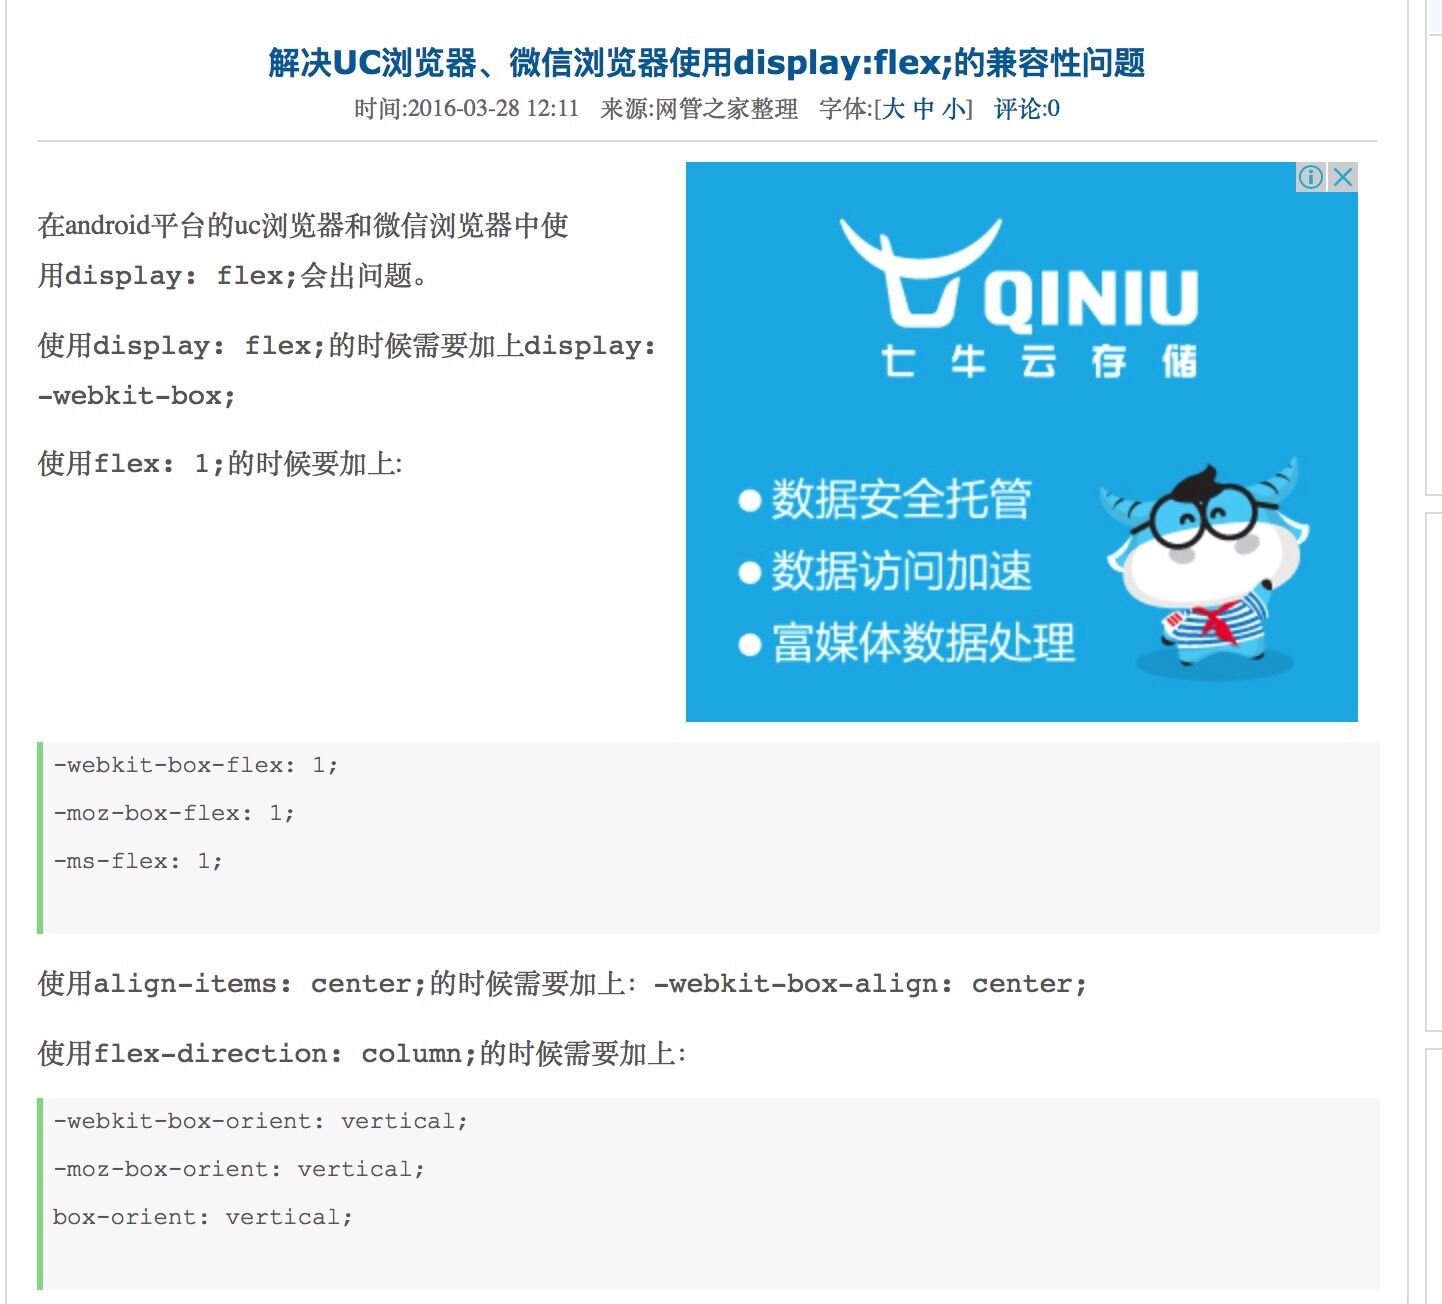 解决UC浏览器、微信浏览器使用display:flex;的兼容性问题
时间:2016-03-28 12:11 来源:网管之家整理 字体:[大 中 小] 评论:0
在android平台的uc浏览器和微信浏览器中使
用display: flex;会出问题。
使用display: flex;的时候需要加上display:
-webkit-box;
使用flex: 1;的时候要加上:
QINIU
七牛云存储
● 数据安全托管
● 数据访问加速
● 富媒体数据处理
-webkit-box-flex: 1;
-moz-box-flex: 1;
-ms-flex: 1;
使用align-items: center;的时候需要加上: -webkit-box-align: center;
使用flex-direction: column;的时候需要加上:
-webkit-box-orient: vertical;
-moz-box-orient: vertical;
box-orient: vertical;